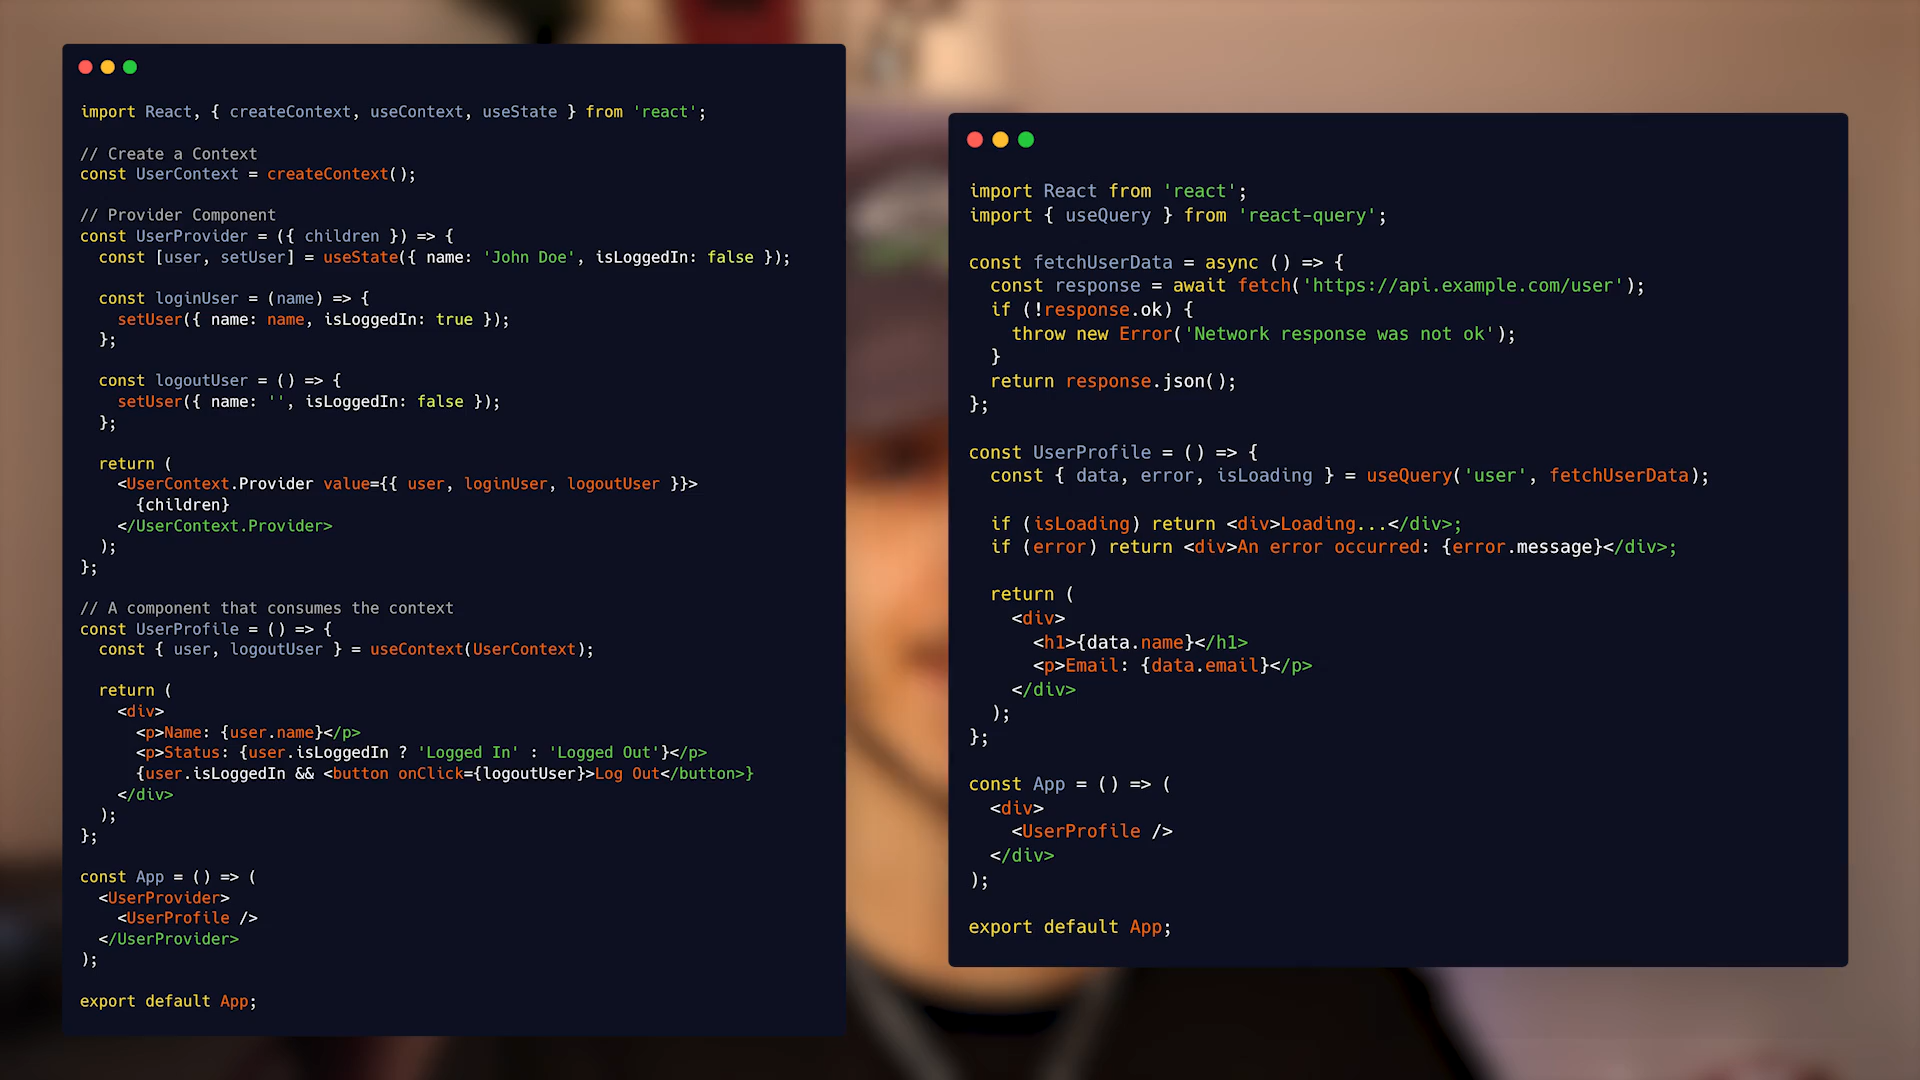 import React, { createContext, useContext, useState } from 'react';
// Create a Context
const UserContext = createContext();
// Provider Component
const UserProvider = ({ children }) => {
const [user, setUser] = useState({ name: 'John Doe', isLoggedIn: false });
const loginUser = (name) => {
setUser({ name: name, isLoggedIn: true });
};
const logoutUser = () => {
setUser({ name: '', isLoggedIn: false });
};
return (
<UserContext.Provider value={{ user, loginUser, logoutUser }}>
{children}
</UserContext.Provider>
);
};
// A component that consumes the context
const UserProfile = () => {
const { user, logoutUser } = useContext(UserContext);
return (
<div>
<p>Name: {user.name}</p>
<p>Status: {user.isLoggedIn ? 'Logged In' : 'Logged Out'}</p>
{user.isLoggedIn && <button onClick={logoutUser}>Log Out</button>}
</div>
);
};
const App = () => (
<UserProvider>
<UserProfile />
</UserProvider>
);
export default App;
import React from 'react';
import { useQuery } from 'react-query';
const fetchUserData = async () => {
const response = await fetch('https://api.example.com/user');
if (!response.ok) {
throw new Error('Network response was not ok');
}
return response.json();
};
const UserProfile = () => {
const { data, error, isLoading } = useQuery('user', fetchUserData);
if (isLoading) return <div>Loading...</div>;
if (error) return <div>An error occurred: {error.message}</div>;
return (
<div>
<h1>{data.name}</h1>
<p>Email: {data.email}</p>
</div>
);
};
const App = () => (
<div>
<UserProfile />
</div>
);
export default App;